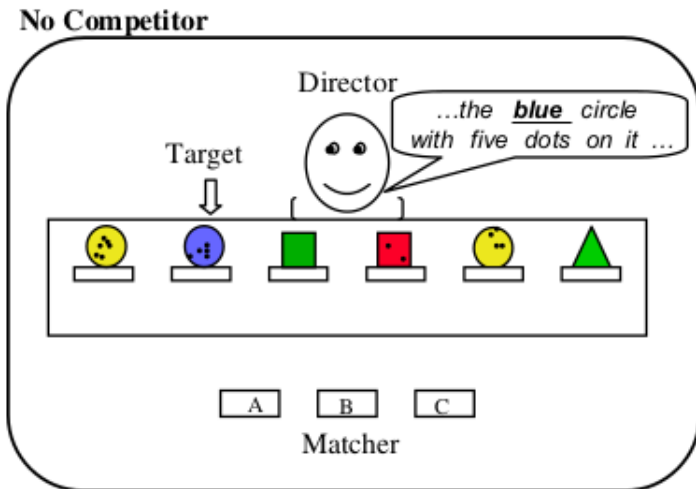 No Competitor
Director
…the blue circle
with five dots on it …
Target
A B C
Matcher